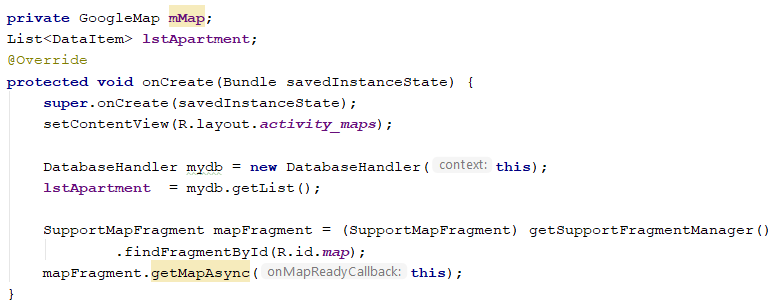 private GoogleMap mMap;
List<DataItem> lstApartment;
@Override
protected void onCreate(Bundle savedInstanceState) {
super.onCreate(savedInstanceState);
setContentView(R.layout.activity_maps);
DatabaseHandler mydb = new DatabaseHandler( context: this);
lstApartment  = mydb.getList();
SupportMapFragment mapFragment = (SupportMapFragment) getSupportFragmentManager()
.findFragmentById(R.id.map);
mapFragment.getMapAsync( onMapReadyCallback: this);
}